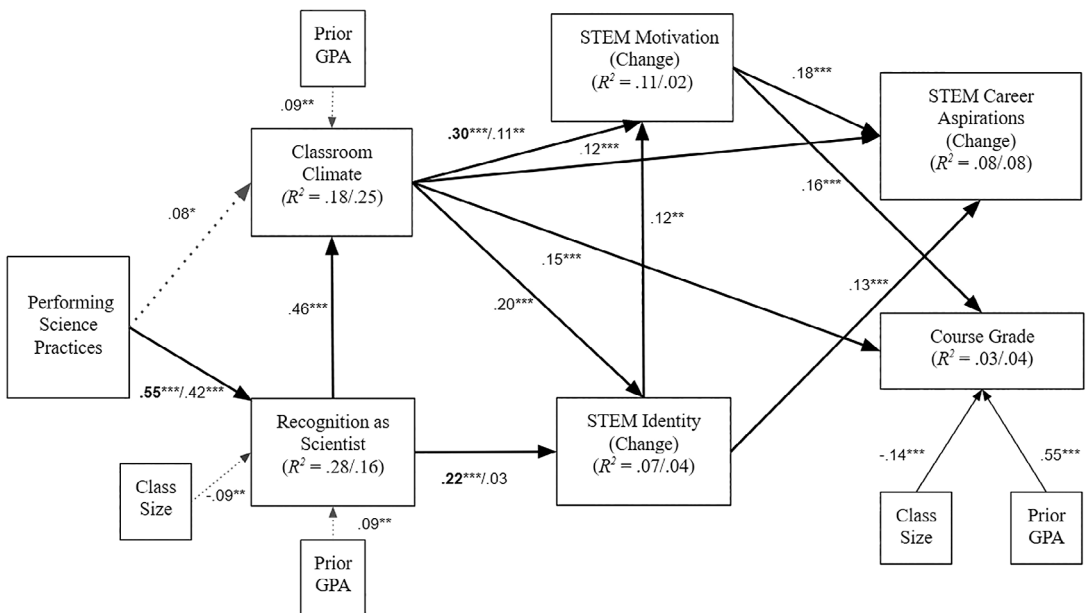 Prior
GPA
.09**
Classroom
Climate
(R² = .18/.25)
.08*
Performing
Science
Practices
.46***
.55***/.42***
Recognition as
Scientist
(R² = .28/.16)
Class
Size
-.09**
.09**
Prior
GPA
.30***/.11**
.12***
.15***
.20***
.22***/.03
STEM Motivation
(Change)
(R² = .11/.02)
.12**
STEM Identity
(Change)
(R² = .07/.04)
.18***
.16***
.13***
STEM Career
Aspirations
(Change)
(R² = .08/.08)
Course Grade
(R² = .03/.04)
-.14***
.55***
Class
Size
Prior
GPA